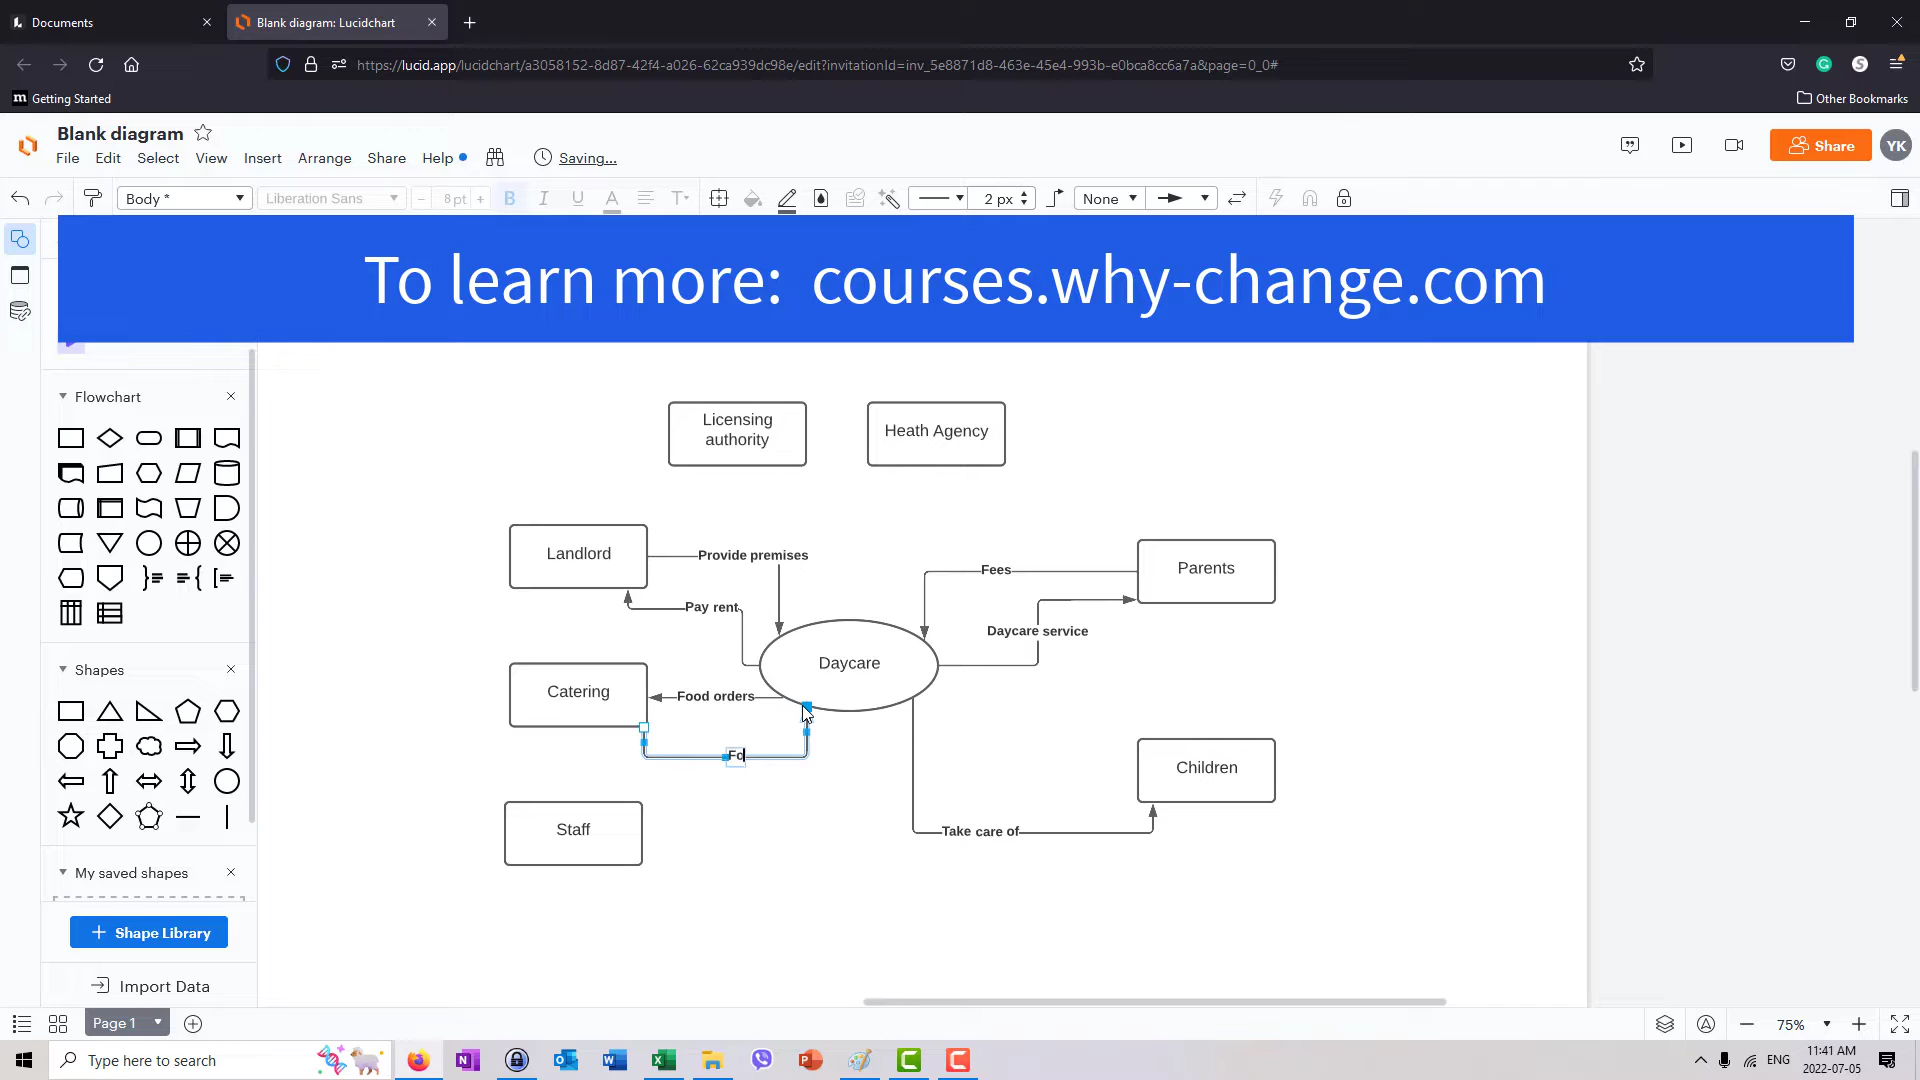 Documents
Blank diagram: Lucidchart
https://lucid.app/lucidchart/a3058152-8d87-42f4-a026-62ca939dc98e/edit?invitationId=inv_5e8871d8-463e-45e4-993b-e0bca8cc6a7a&page=0_0#
Getting Started
Other Bookmarks
Blank diagram
File Edit Select View Insert Arrange Share Help Saving...
Share
YK
Body * Liberation Sans 8 pt B I U A T 2 px None
To learn more: courses.why-change.com
Flowchart
Shapes
My saved shapes
Shape Library
Import Data
Licensing
authority
Heath Agency
Landlord
Provide premises
Fees
Parents
Pay rent
Daycare service
Daycare
Catering
Food orders
Fo
Children
Staff
Take care of
Page 1
75%
Type here to search
ENG
11:41 AM
2022-07-05